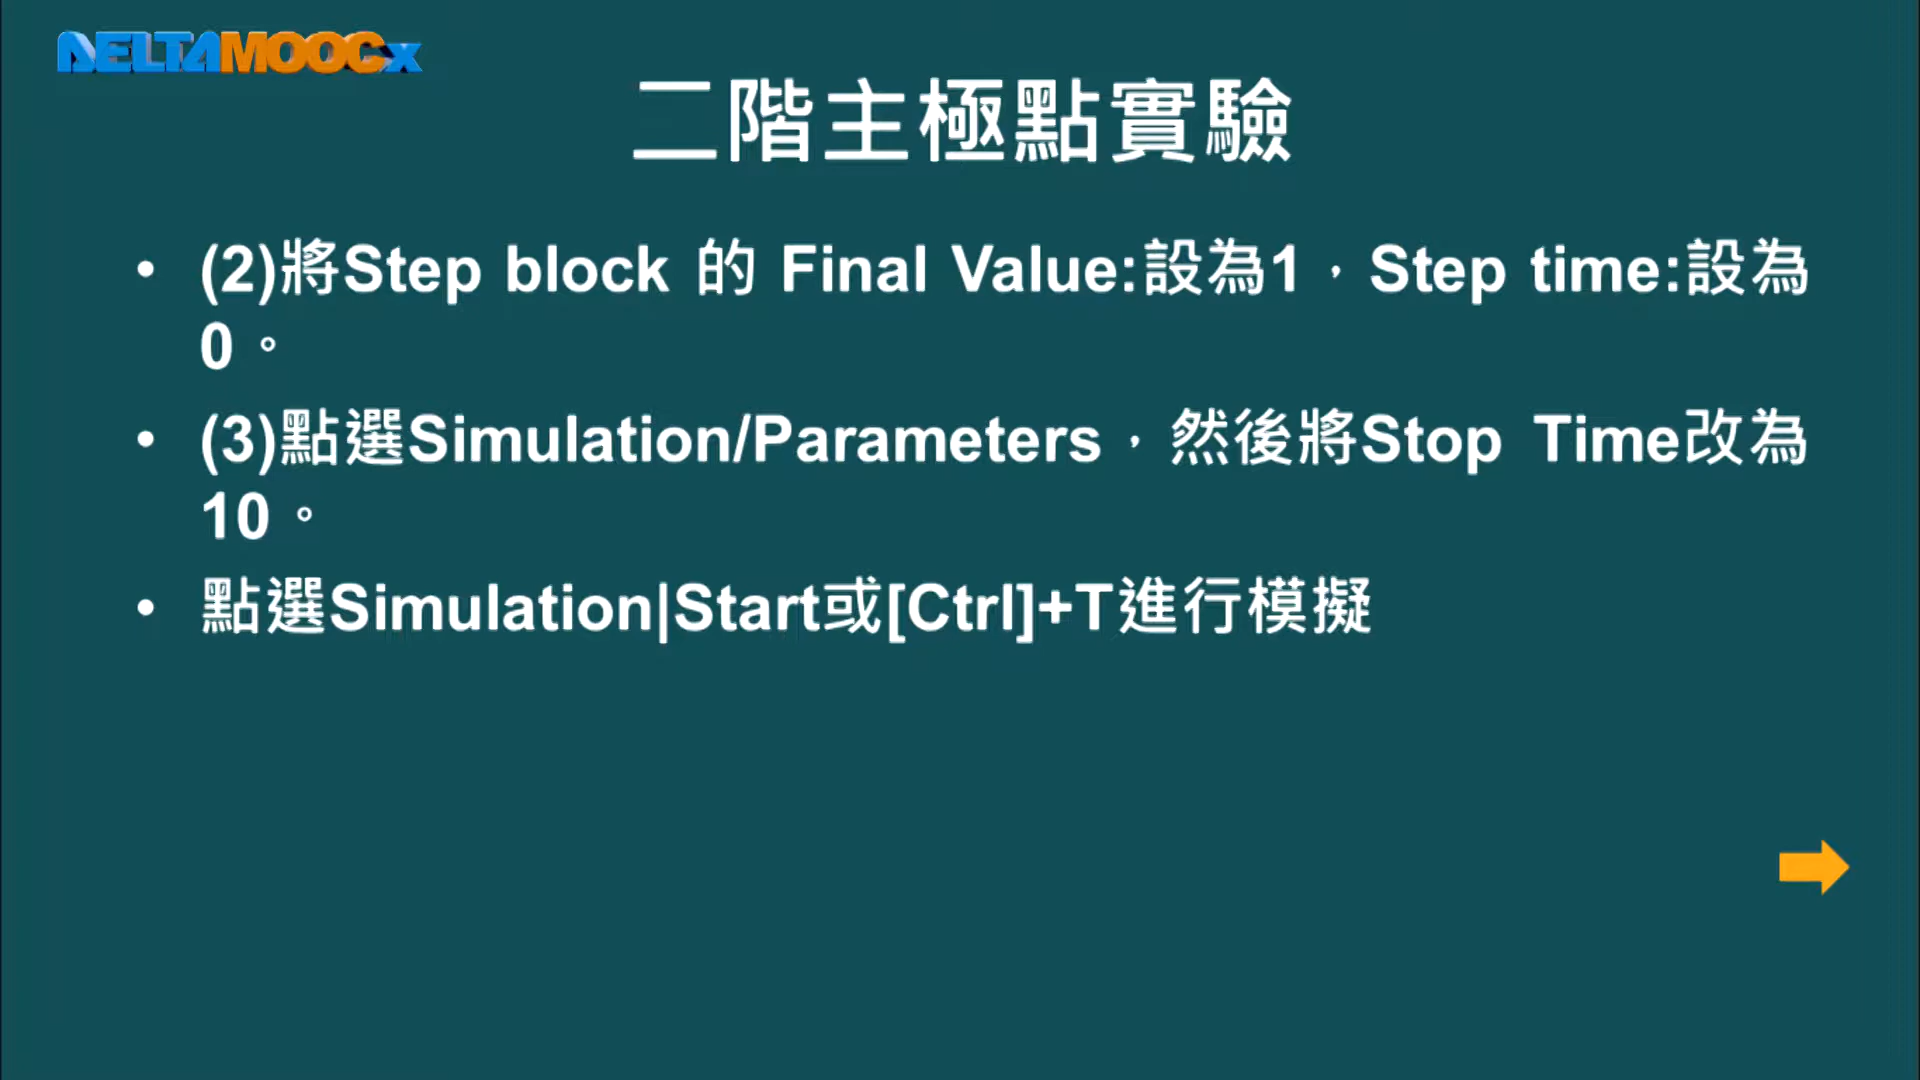 DELTAMOOCx
二階主極點實驗
• (2)將Step block 的 Final Value:設為1，Step time:設為
0。
• (3)點選Simulation/Parameters，然後將Stop Time改為
10。
• 點選Simulation|Start或[Ctrl]+T進行模擬